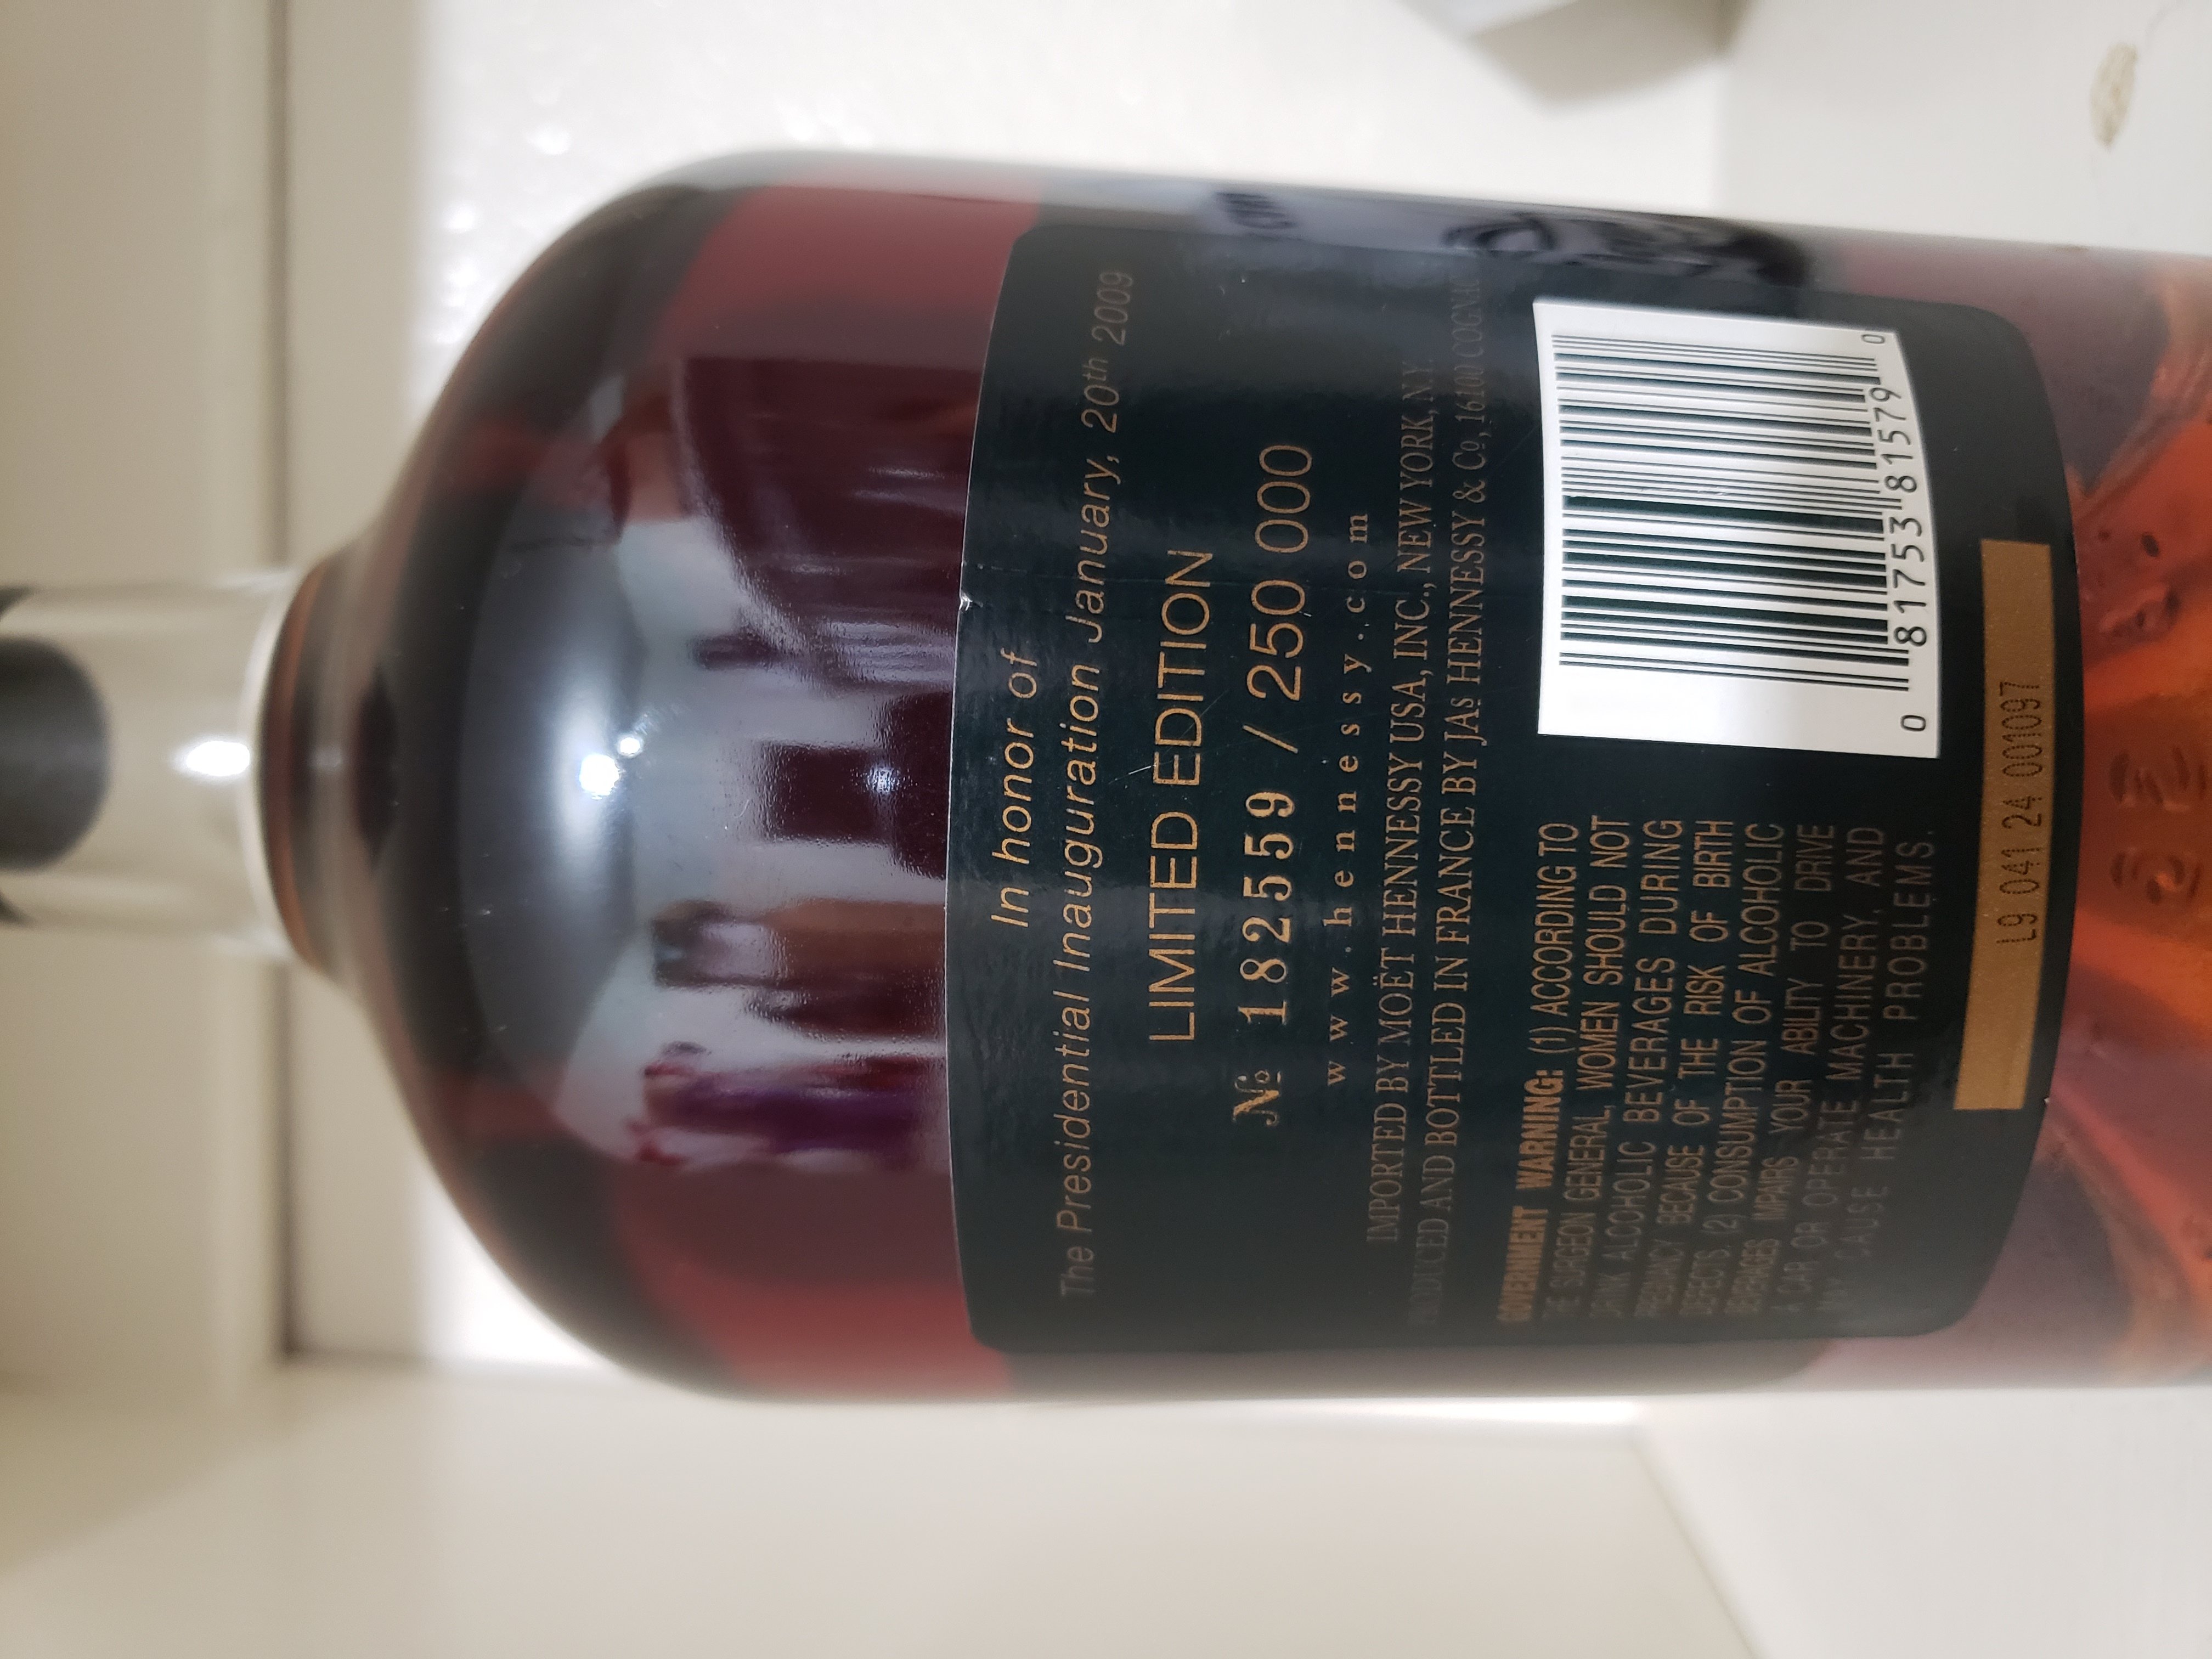 In honor of
The Presidential Inauguration January, 20th 2009
LIMITED EDITION
№ 182559 / 250 000
www.hennessy.com
IMPORTED BY MOËT HENNESSY USA, INC., NEW YORK, N.Y.
PRODUCED AND BOTTLED IN FRANCE BY JAs HENNESSY & Co, 16100 COGNAC
GOVERNMENT WARNING: (1) ACCORDING TO
THE SURGEON GENERAL, WOMEN SHOULD NOT
DRINK ALCOHOLIC BEVERAGES DURING
PREGNANCY BECAUSE OF THE RISK OF BIRTH
DEFECTS. (2) CONSUMPTION OF ALCOHOLIC
BEVERAGES IMPAIRS YOUR ABILITY TO DRIVE
A CAR OR OPERATE MACHINERY, AND
MAY CAUSE HEALTH PROBLEMS.
0 81753 81579 0
L9 041 24 001097